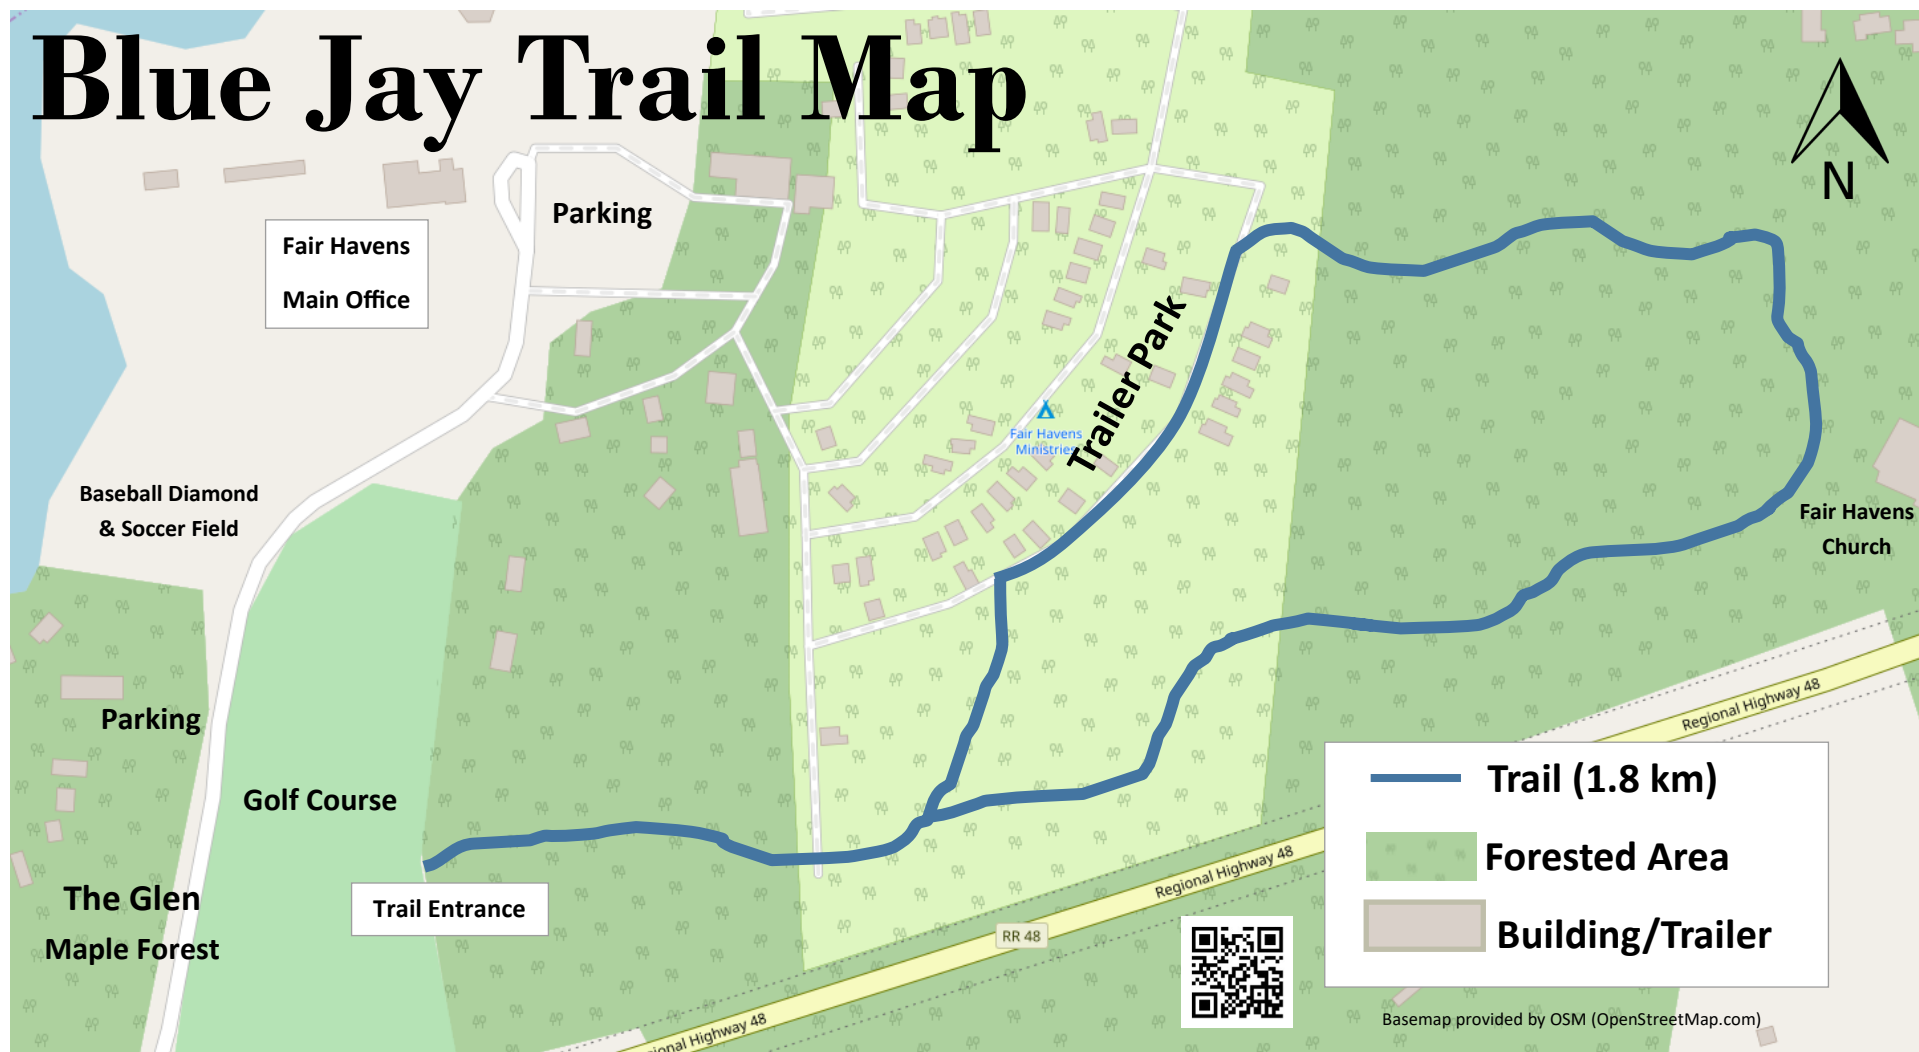 Blue Jay Trail Map
N
Parking
Fair Havens
Main Office
Trailer Park
Fair Havens
Ministries
Baseball Diamond
& Soccer Field
Fair Havens
Church
Parking
Regional Highway 48
Golf Course
Trail (1.8 km)
Forested Area
Building/Trailer
Regional Highway 48
The Glen
Maple Forest
Trail Entrance
RR 48
ional Highway 48
Basemap provided by OSM (OpenStreetMap.com)